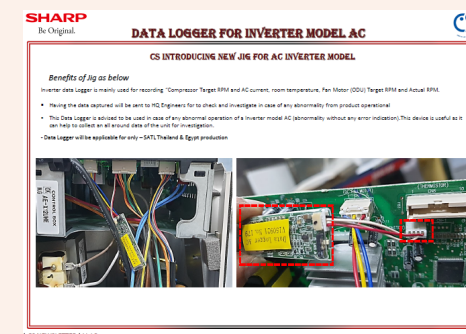 SHARP
Be Original.
DATA LOGGER FOR INVERTER MODEL AC
CS INTRODUCING NEW JIG FOR AC INVERTER MODEL
Benefits of Jig as below
Inverter data Logger is mainly used for recording "Compressor Target RPM and AC current, room temperature, Fan Motor (ODU) Target RPM and Actual RPM.
• Having the data captured will be sent to HQ Engineers for to check and investigate in case of any abnormality from product operational
• This Data Logger is advised to be used in case of any abnormal operation of a Inverter model AC (abnormality without any error indication).This device is useful as it
can help to collect an all around data of the unit for investigation.
- Data Logger will be applicable for only – SATL Thailand & Egypt production
CONTROL BOX
Data Logger AC
(THERMISTOR)